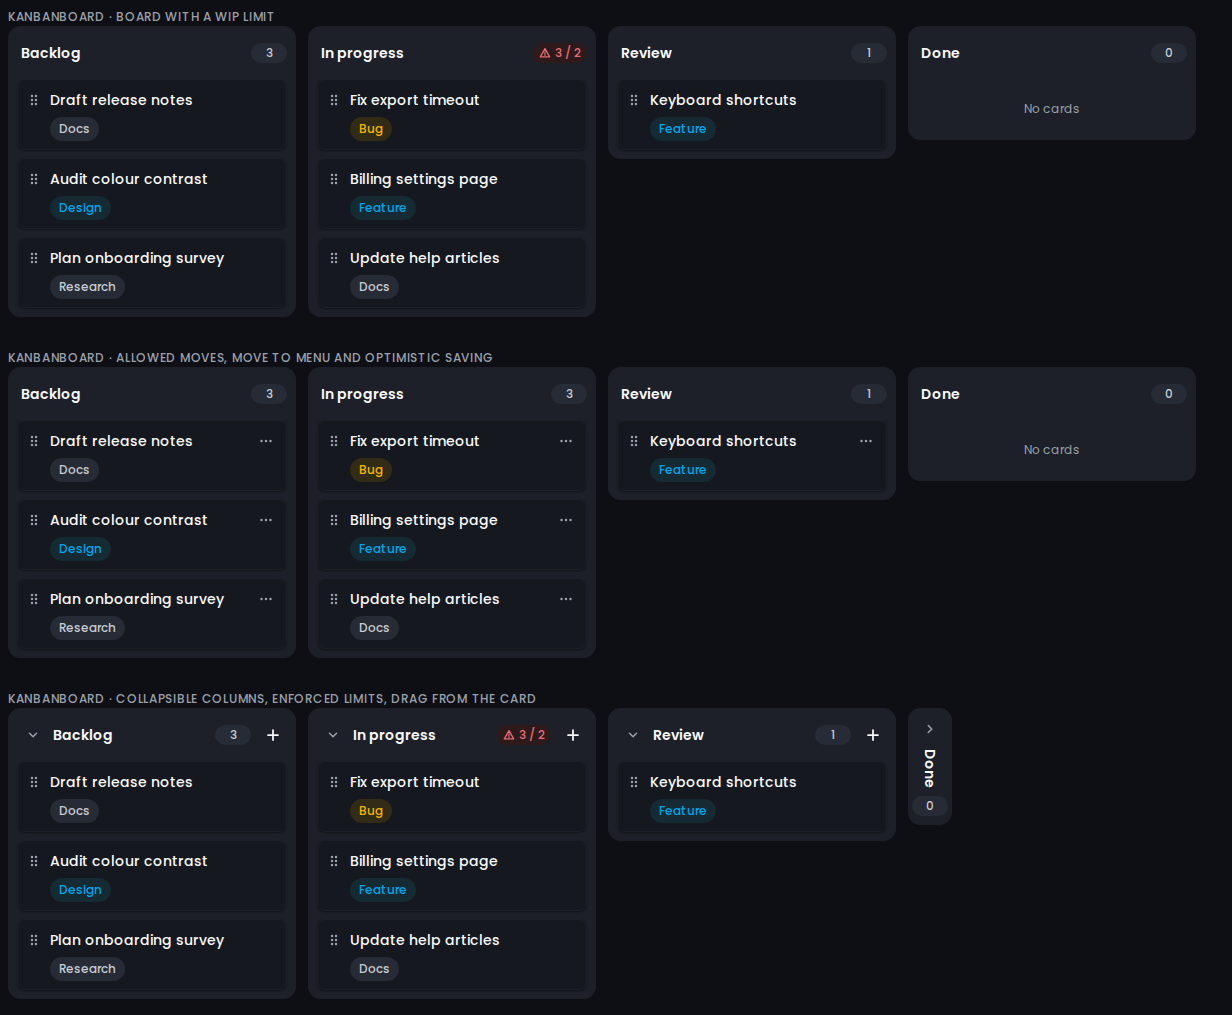 KANBANBOARD · BOARD WITH A WIP LIMIT
Backlog 3
Draft release notes
Docs
Audit colour contrast
Design
Plan onboarding survey
Research
In progress 3 / 2
Fix export timeout
Bug
Billing settings page
Feature
Update help articles
Docs
Review 1
Keyboard shortcuts
Feature
Done 0
No cards
KANBANBOARD · ALLOWED MOVES, MOVE TO MENU AND OPTIMISTIC SAVING
Backlog 3
Draft release notes
Docs
Audit colour contrast
Design
Plan onboarding survey
Research
In progress 3
Fix export timeout
Bug
Billing settings page
Feature
Update help articles
Docs
Review 1
Keyboard shortcuts
Feature
Done 0
No cards
KANBANBOARD · COLLAPSIBLE COLUMNS, ENFORCED LIMITS, DRAG FROM THE CARD
Backlog 3
Draft release notes
Docs
Audit colour contrast
Design
Plan onboarding survey
Research
In progress 3 / 2
Fix export timeout
Bug
Billing settings page
Feature
Update help articles
Docs
Review 1
Keyboard shortcuts
Feature
Done
0